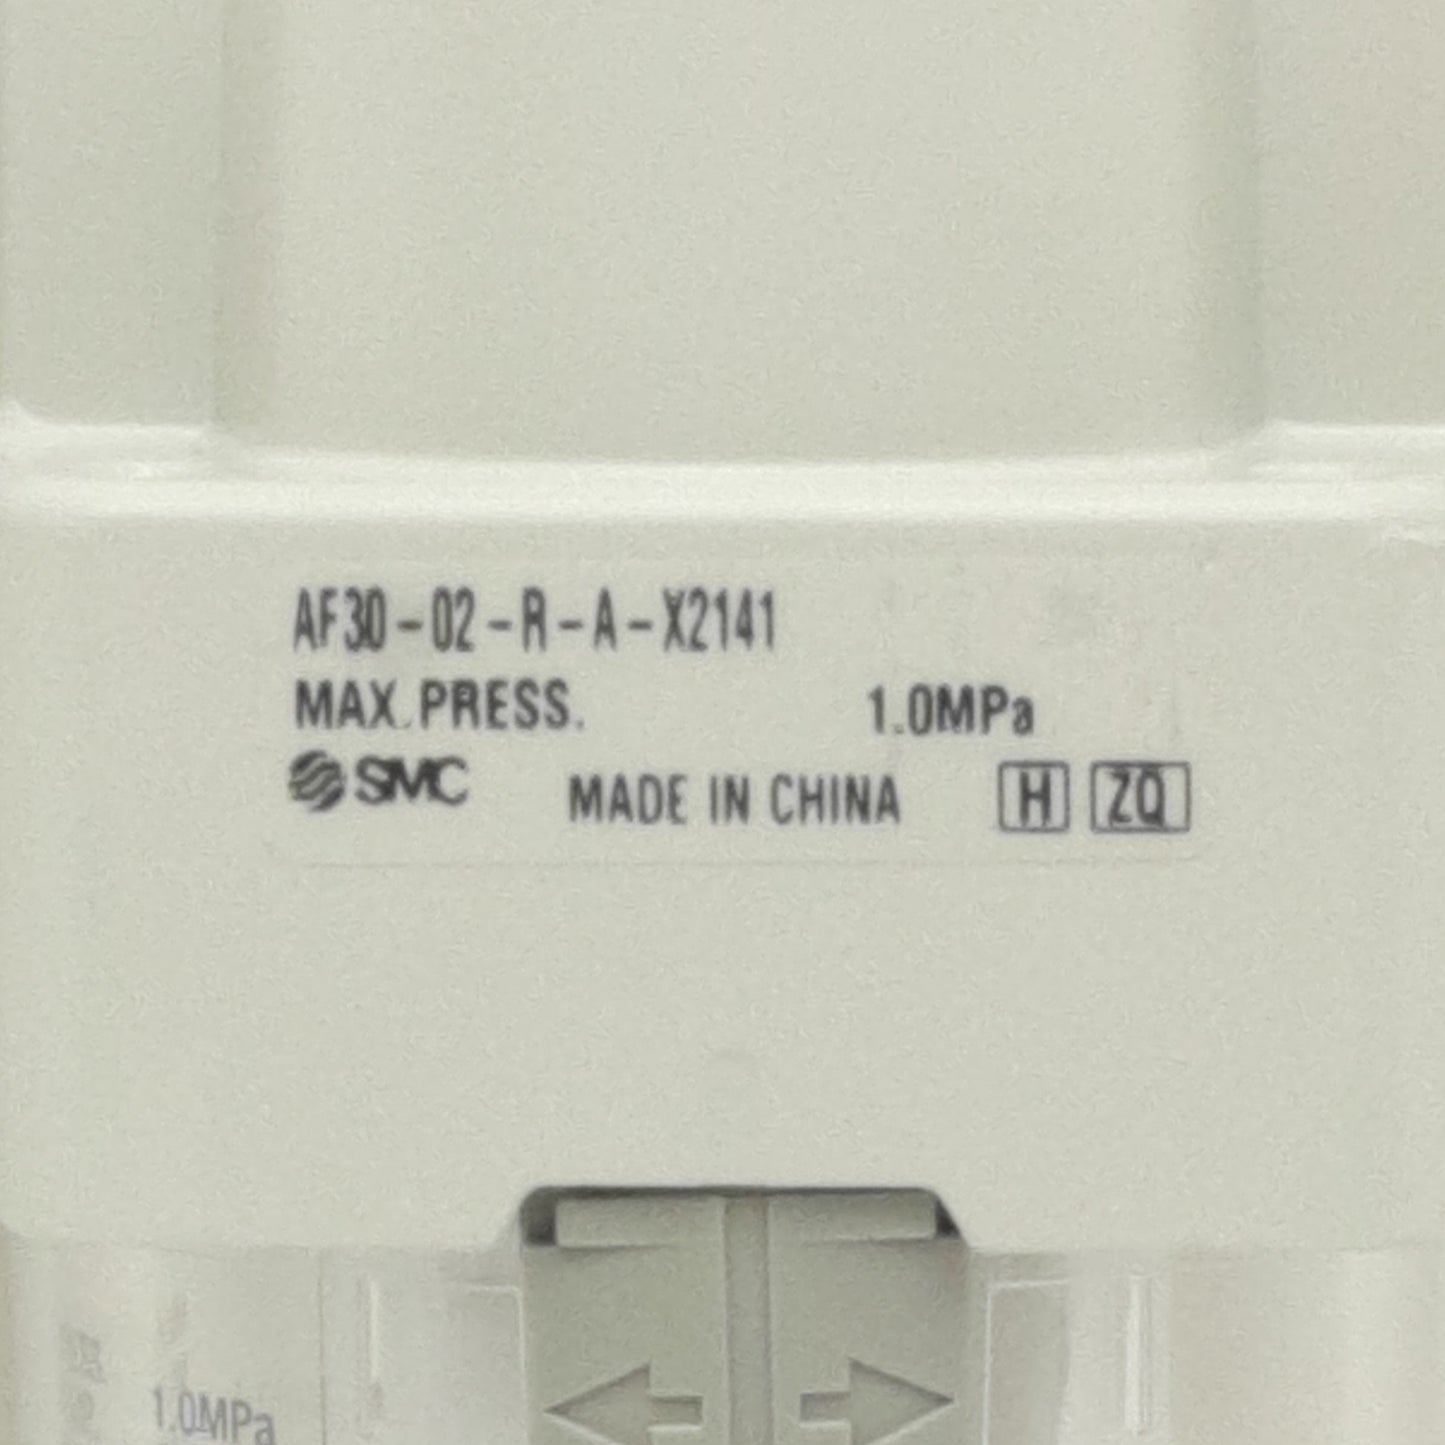 AF30-02-R-A-X2141
MAX.PRESS. 1.0MPa
SMC MADE IN CHINA H ZQ
1.0MPa